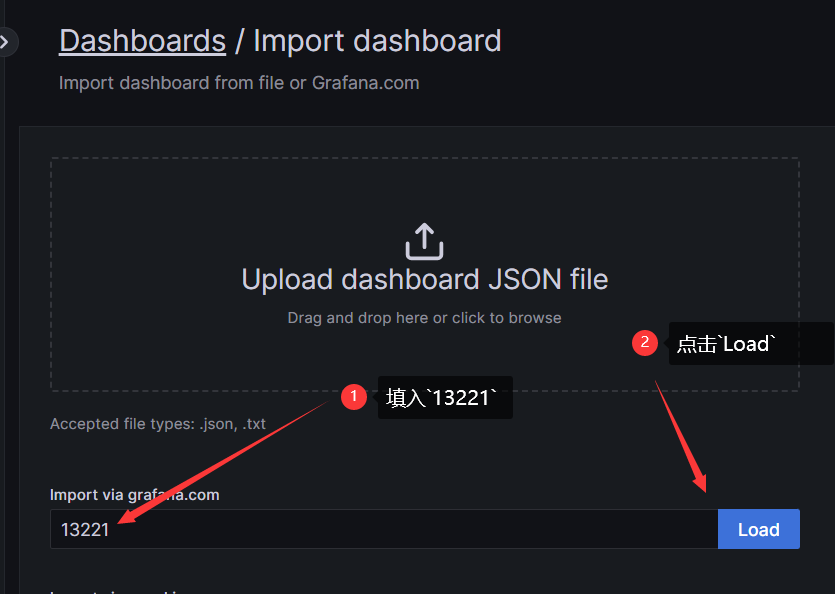 Dashboards / Import dashboard
Import dashboard from file or Grafana.com
Upload dashboard JSON file
Drag and drop here or click to browse
2 点击`Load`
1 填入`13221`
Accepted file types: .json, .txt
Import via grafana.com
13221
Load